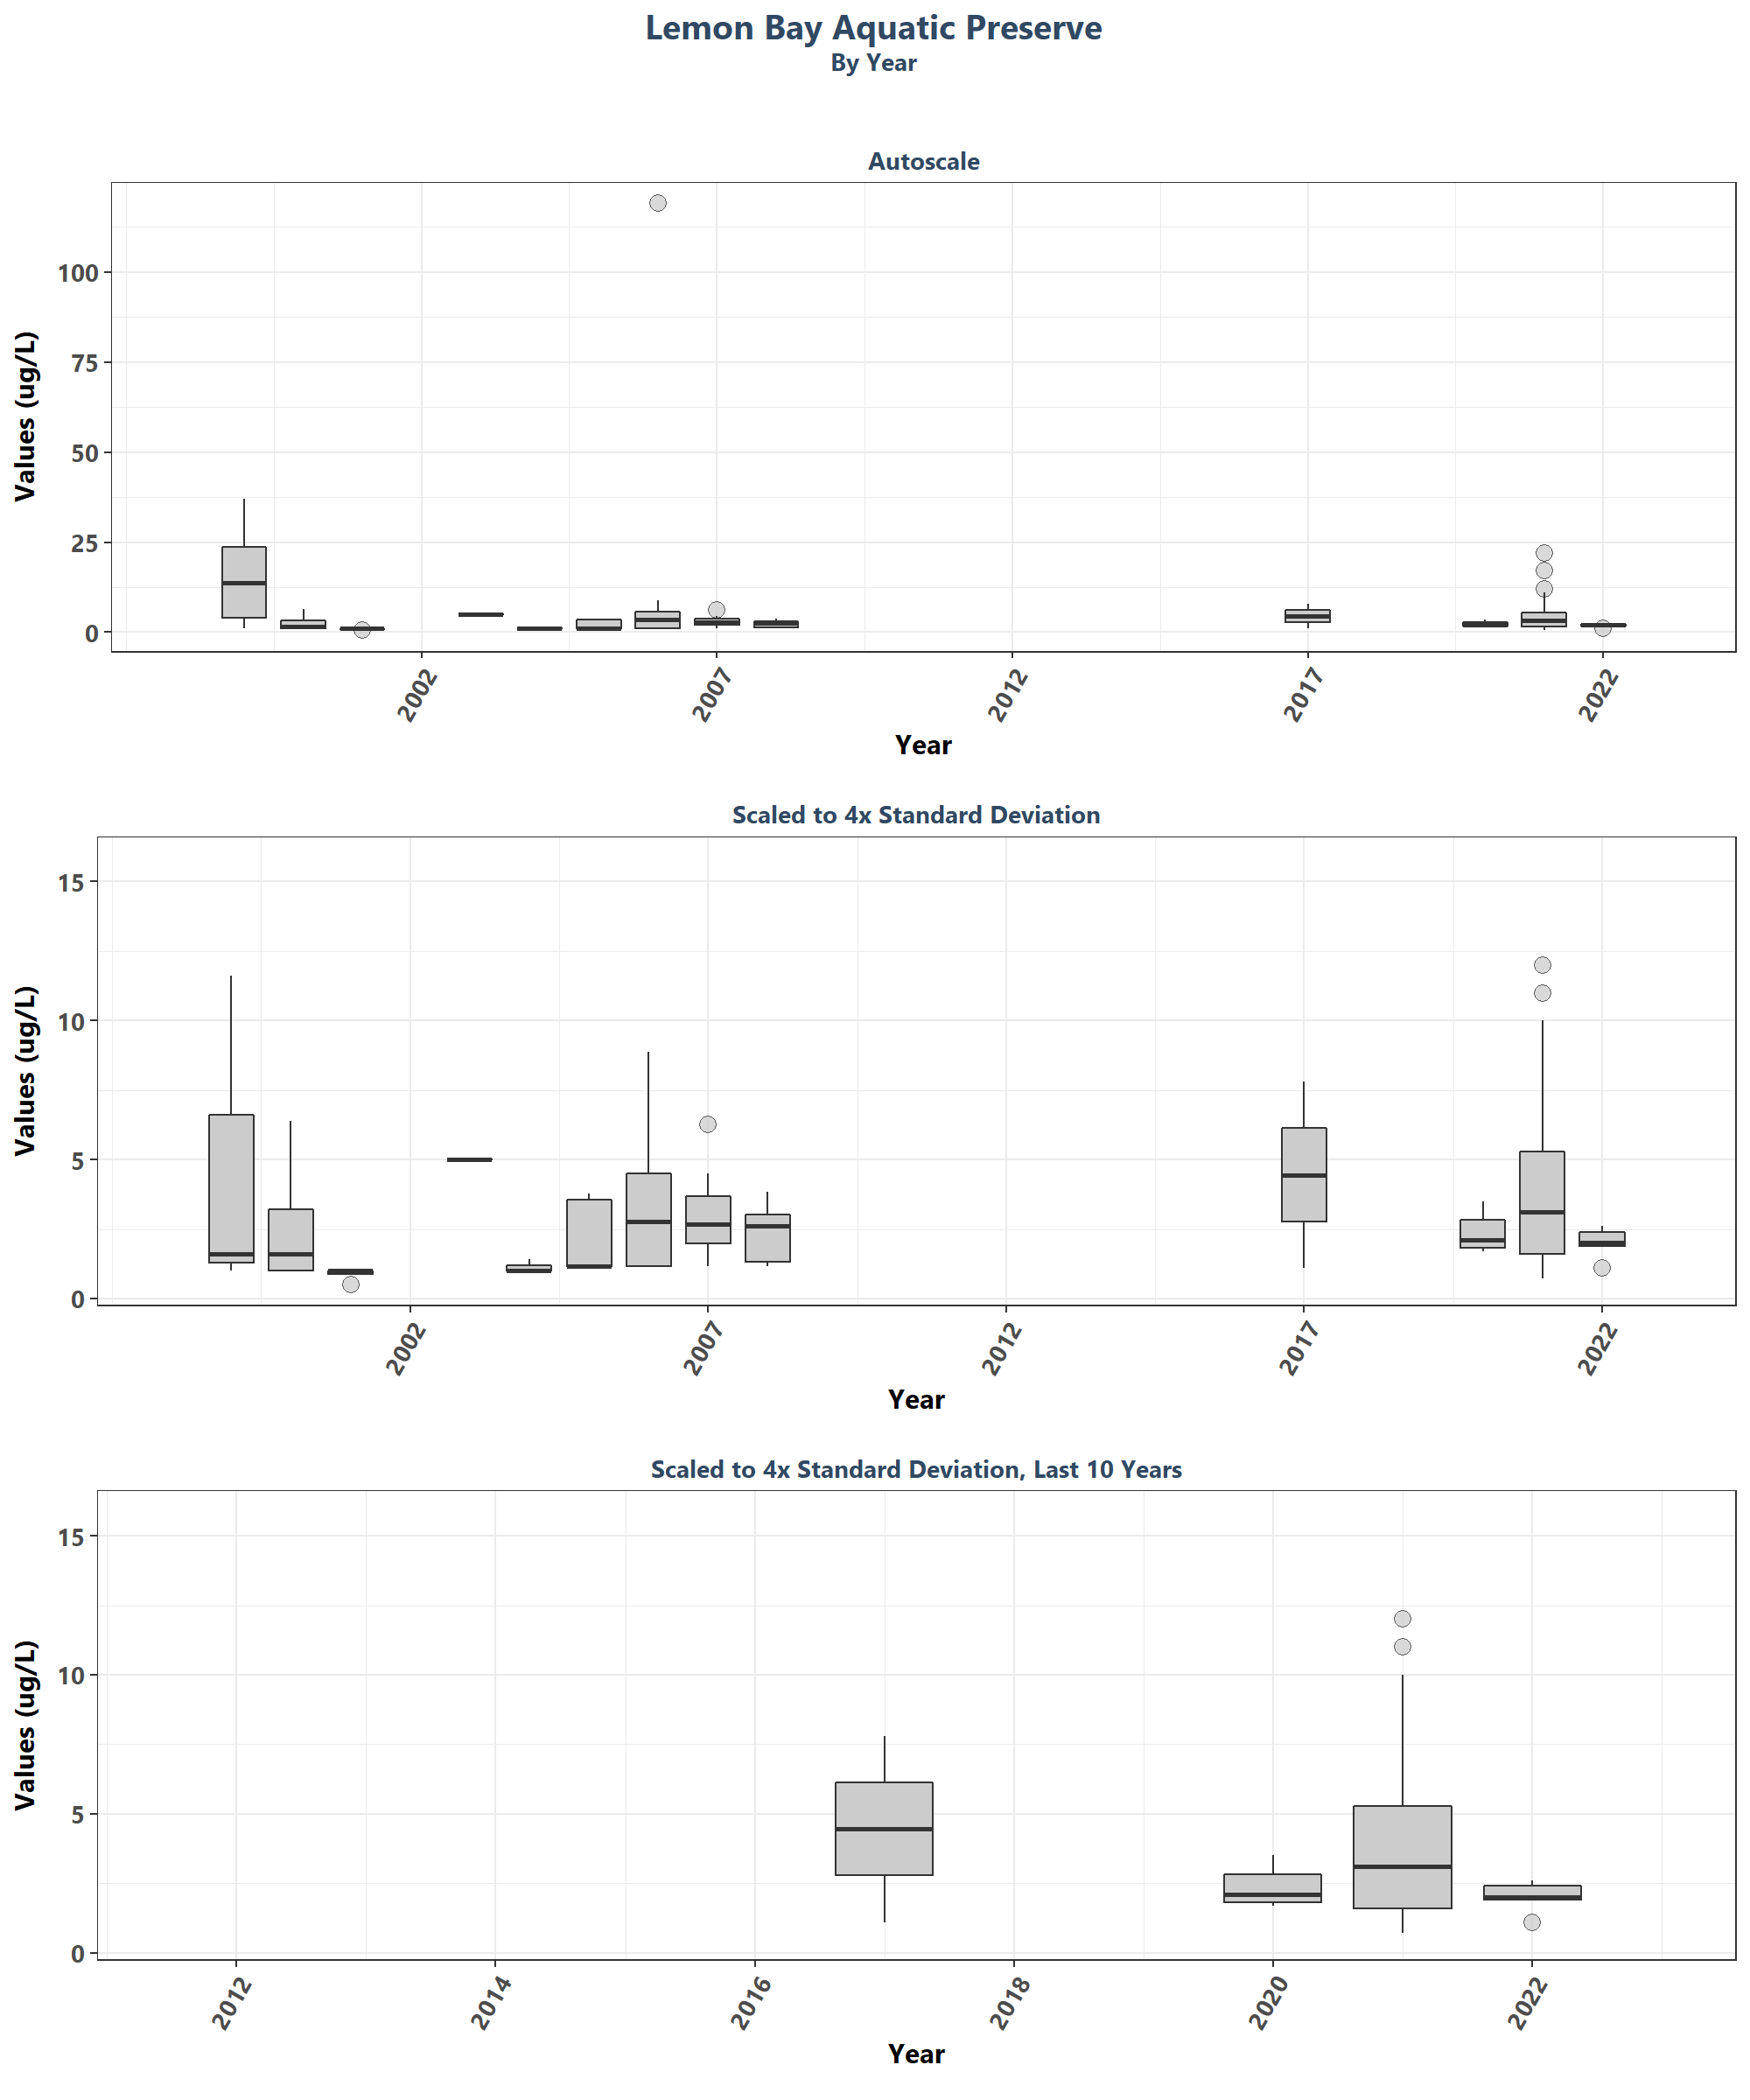 Lemon Bay Aquatic Preserve
By Year
Autoscale
Values (ug/L)
100
75
50
25
0
2002
2007
2012
2017
2022
Year
Scaled to 4x Standard Deviation
Values (ug/L)
15
10
5
0
2002
2007
2012
2017
2022
Year
Scaled to 4x Standard Deviation, Last 10 Years
Values (ug/L)
15
10
5
0
2012
2014
2016
2018
2020
2022
Year